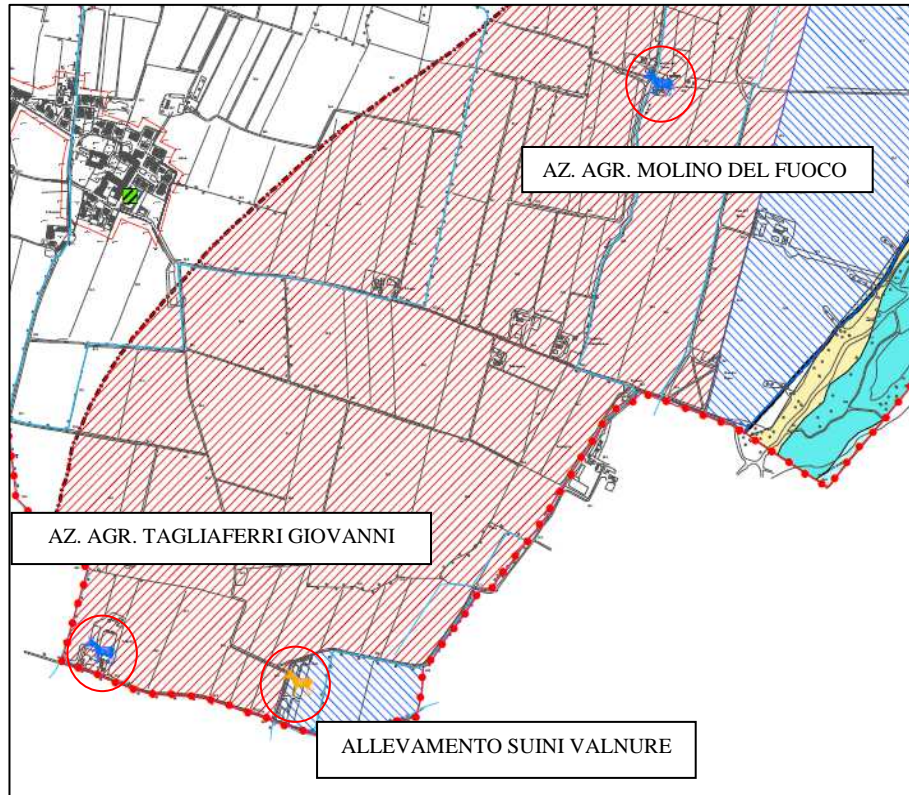 AZ. AGR. MOLINO DEL FUOCO
AZ. AGR. TAGLIAFERRI GIOVANNI
ALLEVAMENTO SUINI VALNURE